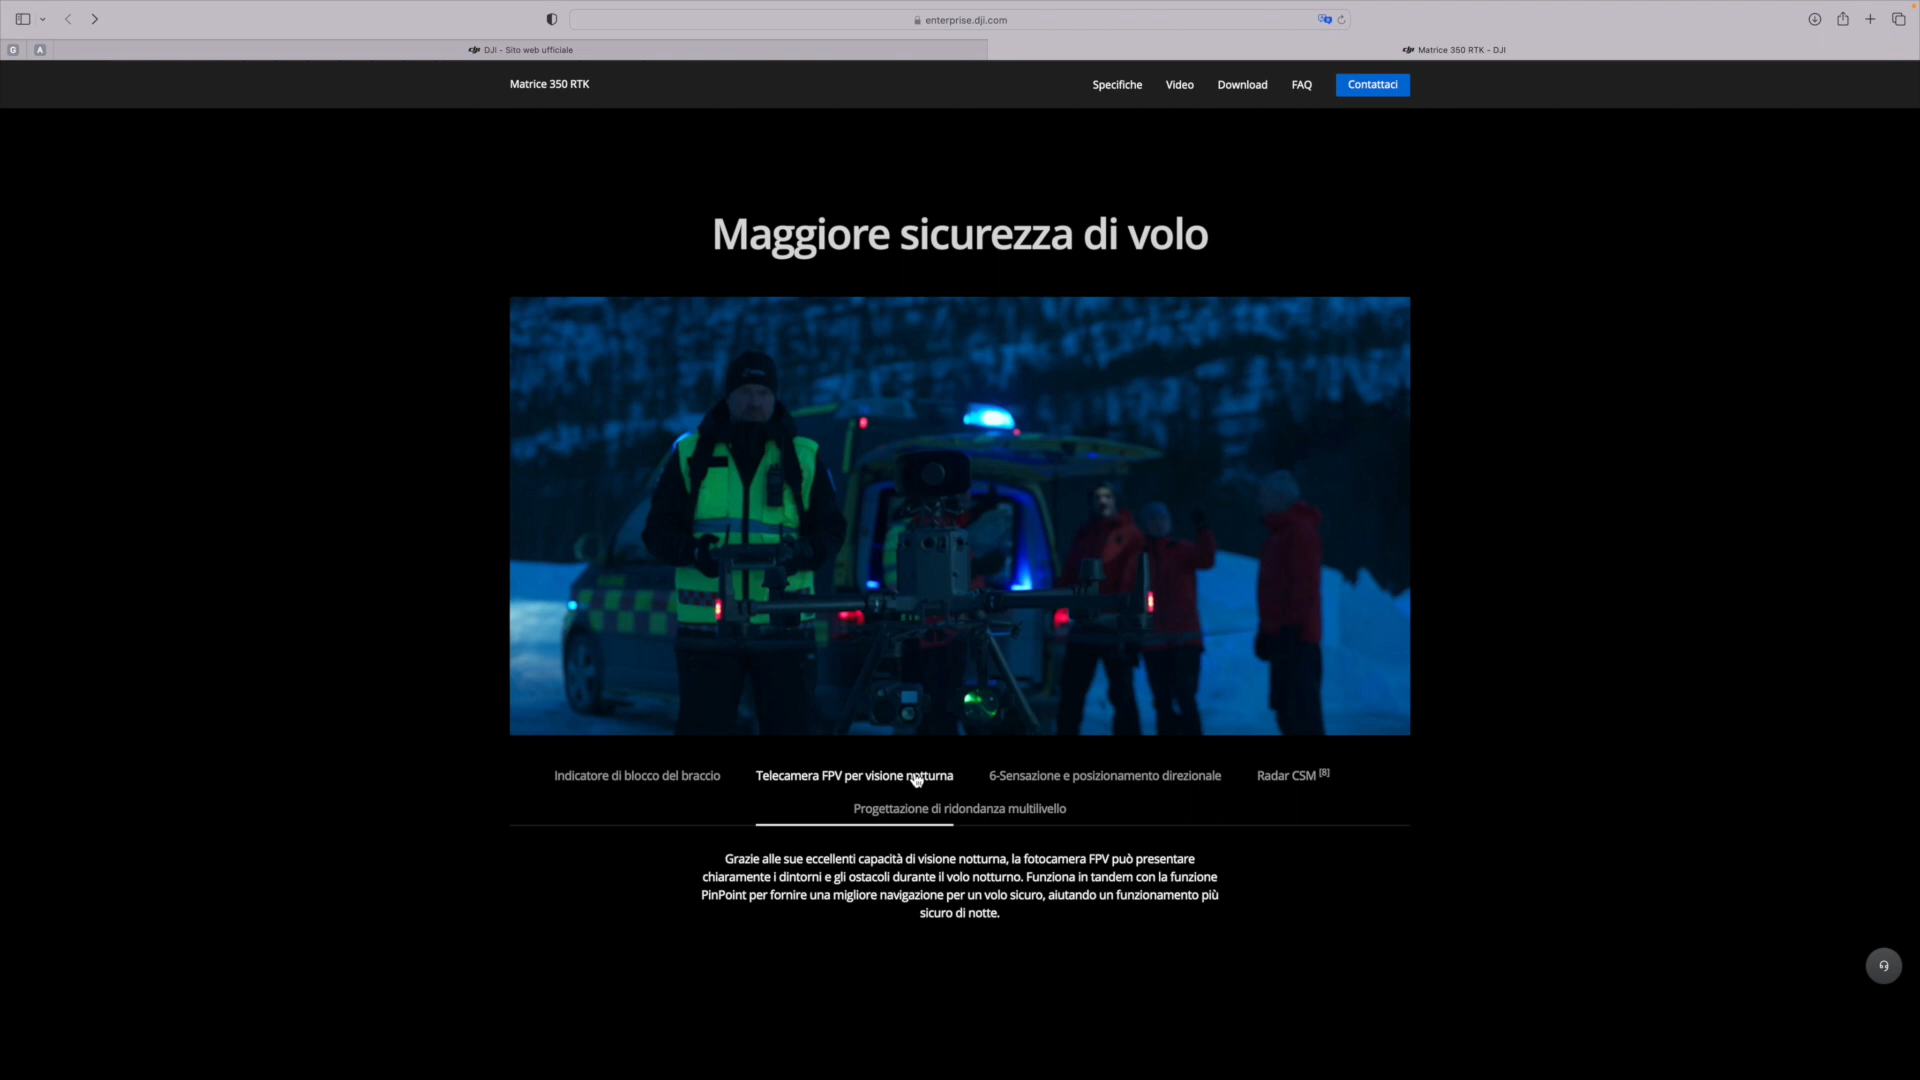 enterprise.dji.com
G
A
DJI - Sito web ufficiale
Matrice 350 RTK - DJI
Matrice 350 RTK
Specifiche
Video
Download
FAQ
Contattaci
Maggiore sicurezza di volo
Indicatore di blocco del braccio
Telecamera FPV per visione notturna
6-Sensazione e posizionamento direzionale
Radar CSM [8]
Progettazione di ridondanza multilivello
Grazie alle sue eccellenti capacità di visione notturna, la fotocamera FPV può presentare
chiaramente i dintorni e gli ostacoli durante il volo notturno. Funziona in tandem con la funzione
PinPoint per fornire una migliore navigazione per un volo sicuro, aiutando un funzionamento più
sicuro di notte.